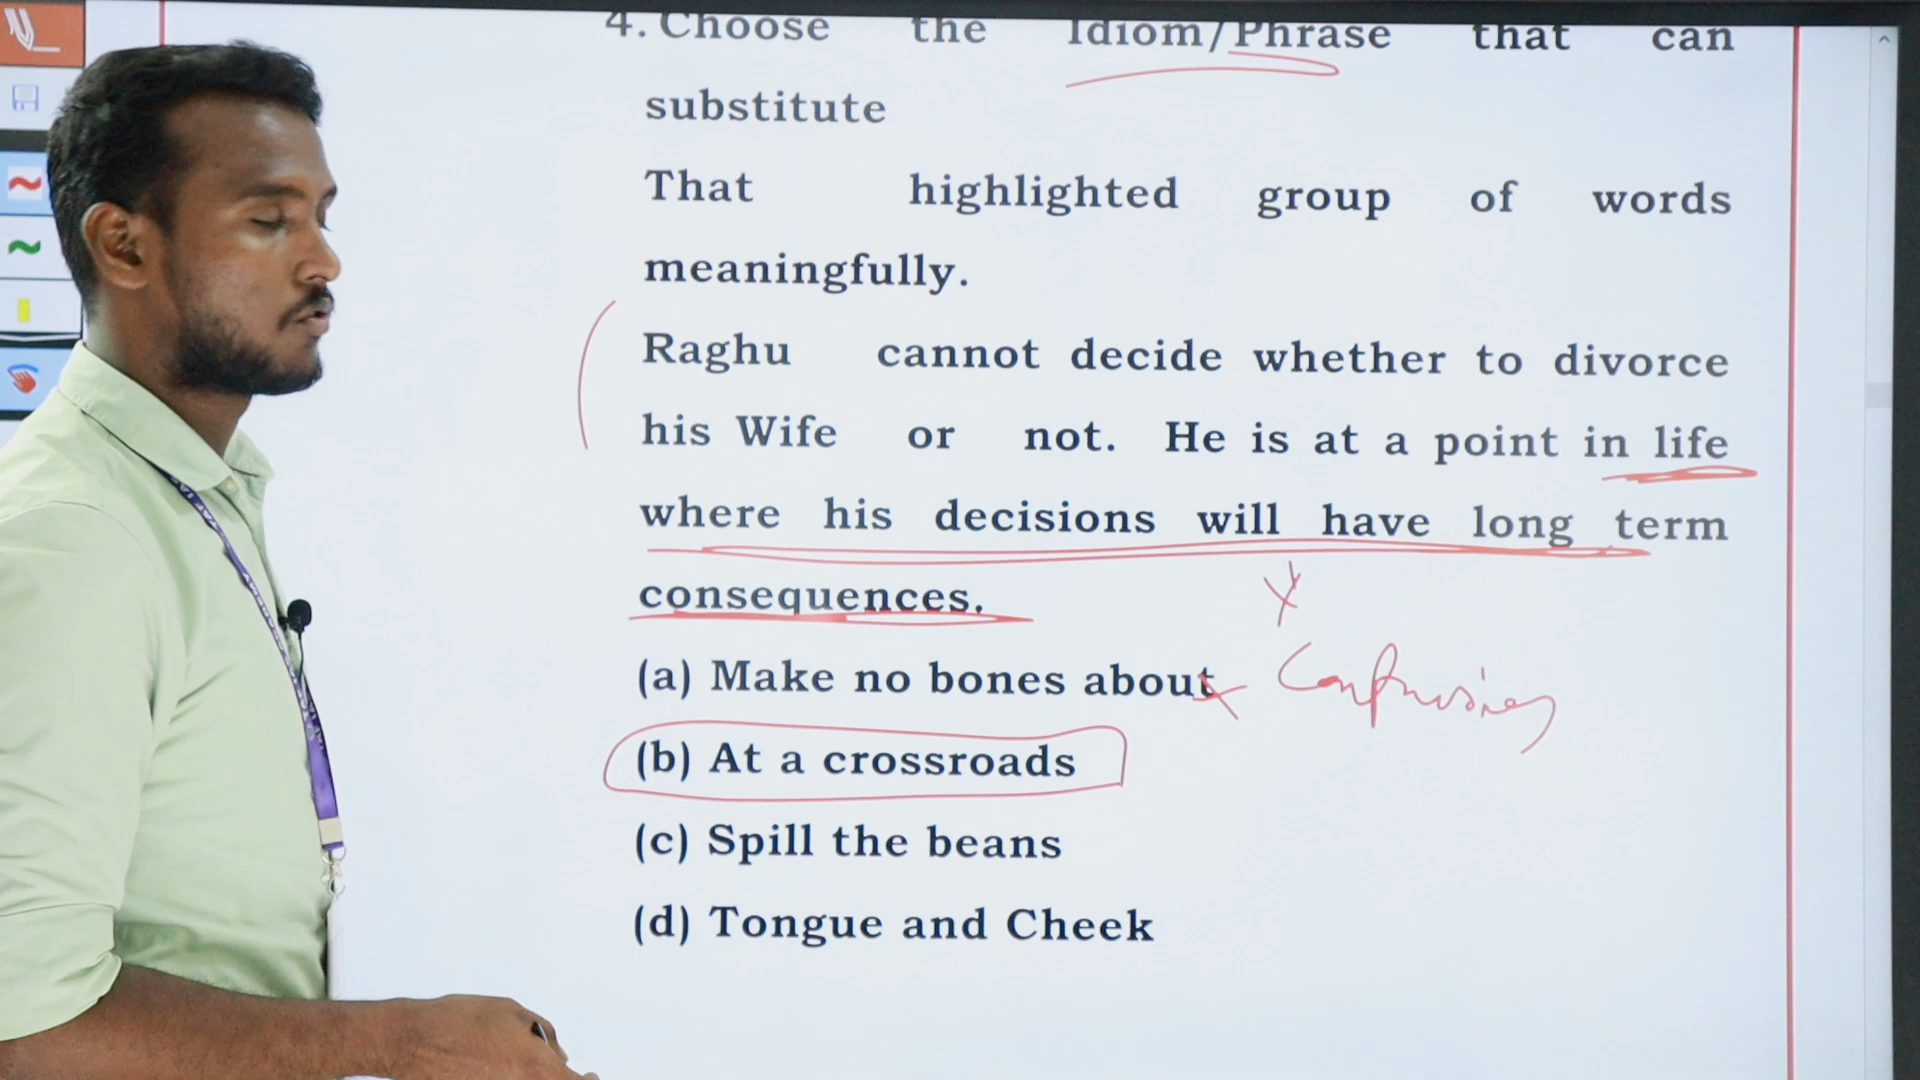 4. Choose the Idiom/Phrase that can
substitute
That highlighted group of words
meaningfully.
Raghu cannot decide whether to divorce
his Wife or not. He is at a point in life
where his decisions will have long term
consequences.
(a) Make no bones about
(b) At a crossroads
(c) Spill the beans
(d) Tongue and Cheek